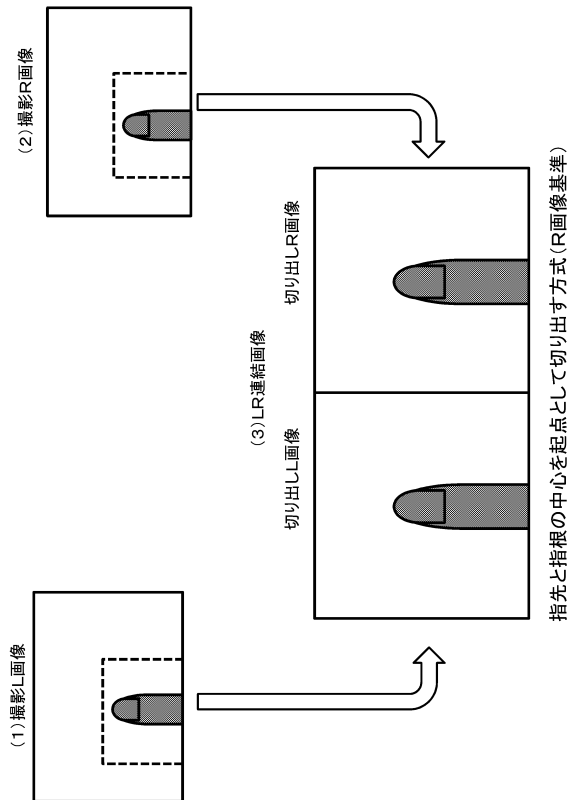 (1)撮影L画像
(2)撮影R画像
(3)LR連結画像
切り出しL画像
切り出しR画像
指先と指根の中心を起点として切り出す方式(R画像基準)